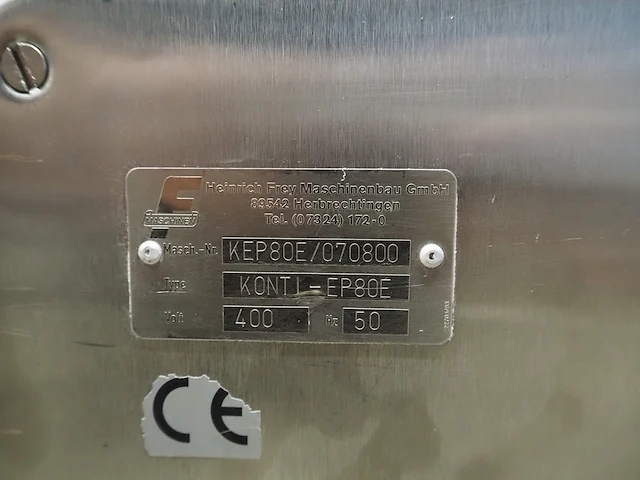 F
MASCHINEN
Heinrich Frey Maschinenbau GmbH
89542 Herbrechtingen
Tel. (07324) 172-0
Masch.-Nr. KEP80E/070800
Type KONTI-EP80E
Volt 400 Hz 50
CE